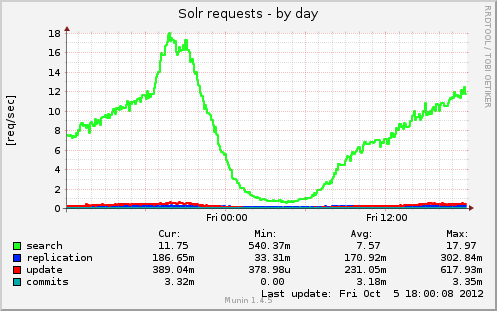 Solr requests - by day
RRDTOOL / TOBI OETIKER
[req/sec]
18
16
14
12
10
8
6
4
2
0
Fri 00:00 Fri 12:00
Cur: Min: Avg: Max:
search 11.75 540.37m 7.57 17.97
replication 186.65m 33.31m 170.92m 302.84m
update 389.04m 378.98u 231.05m 617.93m
commits 3.32m 0.00 3.18m 3.35m
Last update: Fri Oct 5 18:00:08 2012
Munin 1.4.5